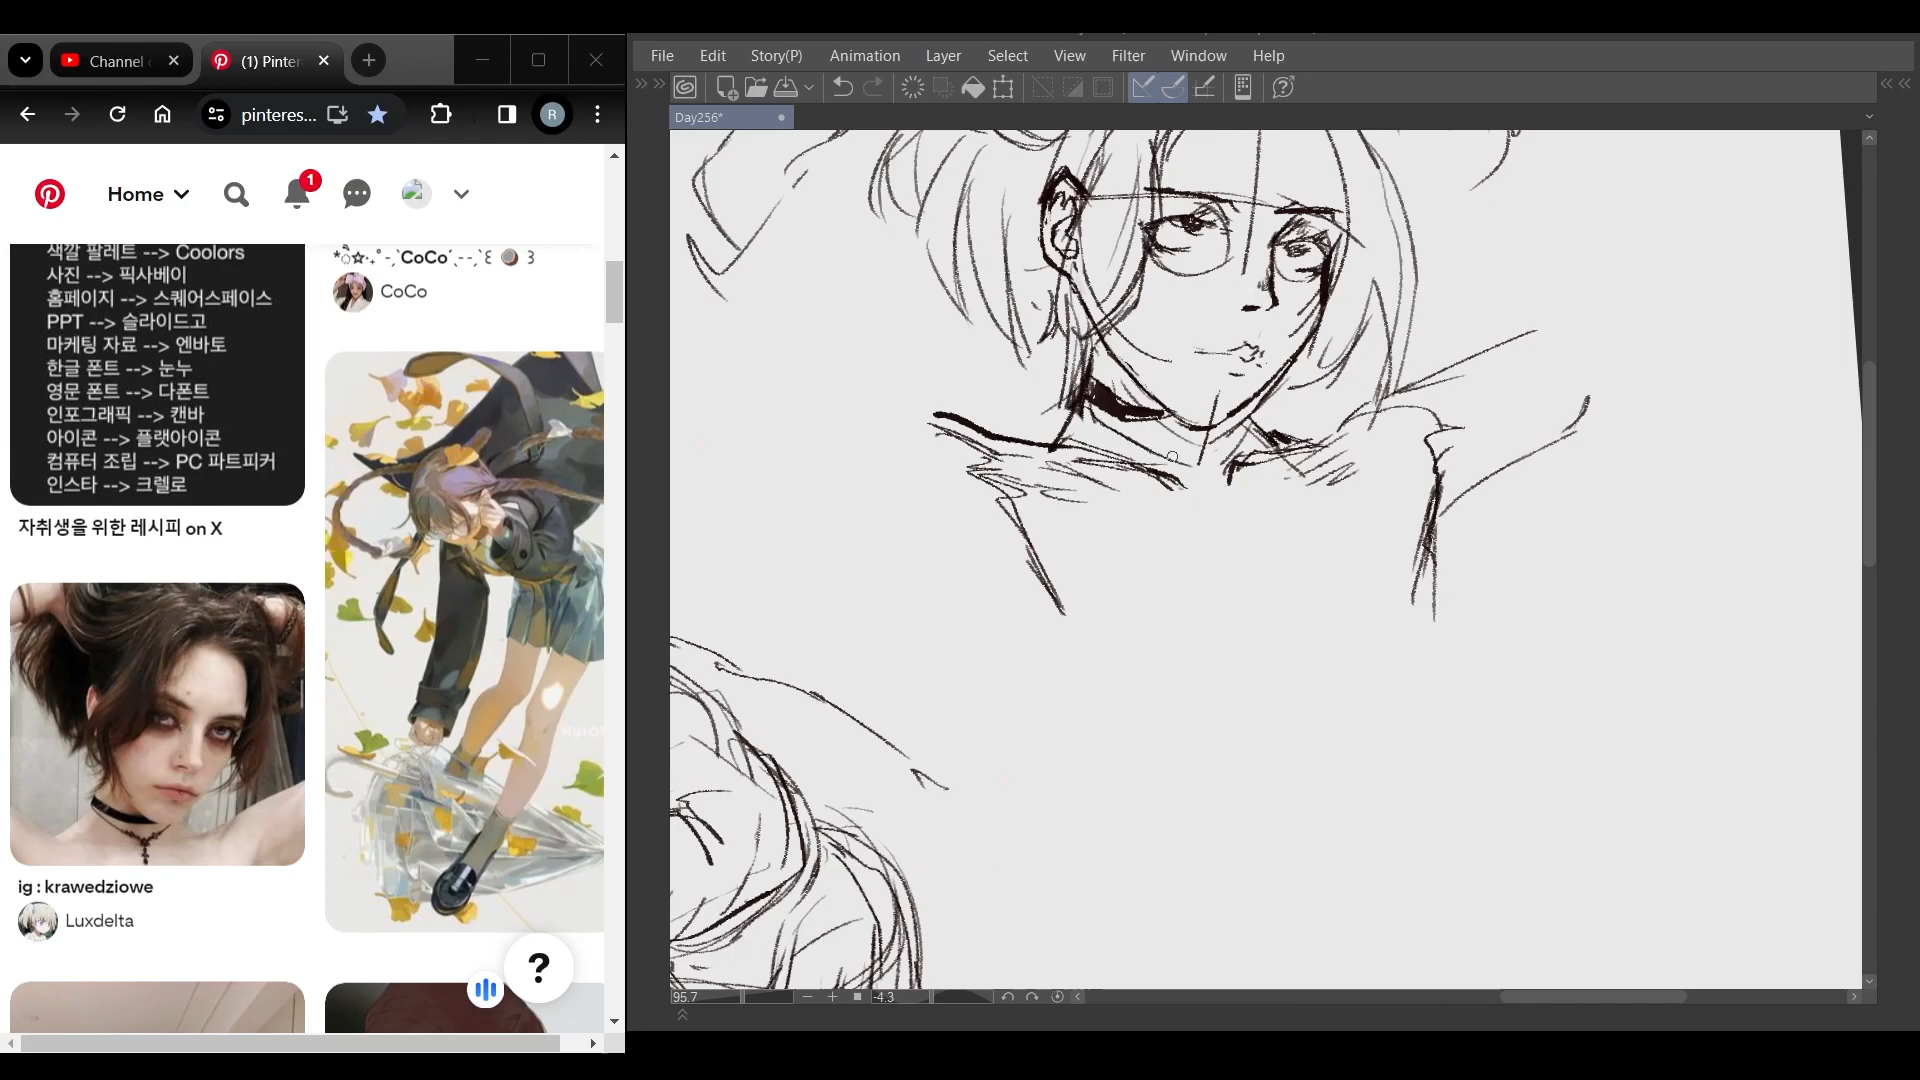 Channel
(1) Pinter
pinteres...
R
Home
1
색깔 팔레트 --> Coolors
사진 --> 픽사베이
홈페이지 --> 스퀘어스페이스
PPT --> 슬라이드고
마케팅 자료 --> 엔바토
한글 폰트 --> 눈누
영문 폰트 --> 다폰트
인포그래픽 --> 캔바
아이콘 --> 플랫아이콘
컴퓨터 조립 --> PC 파트피커
인스타 --> 크렐로
자취생을 위한 레시피 on X
CoCo
CoCo
ig : krawedziowe
Luxdelta
?
File Edit Story(P) Animation Layer Select View Filter Window Help
Day256*
95.7
-4.3